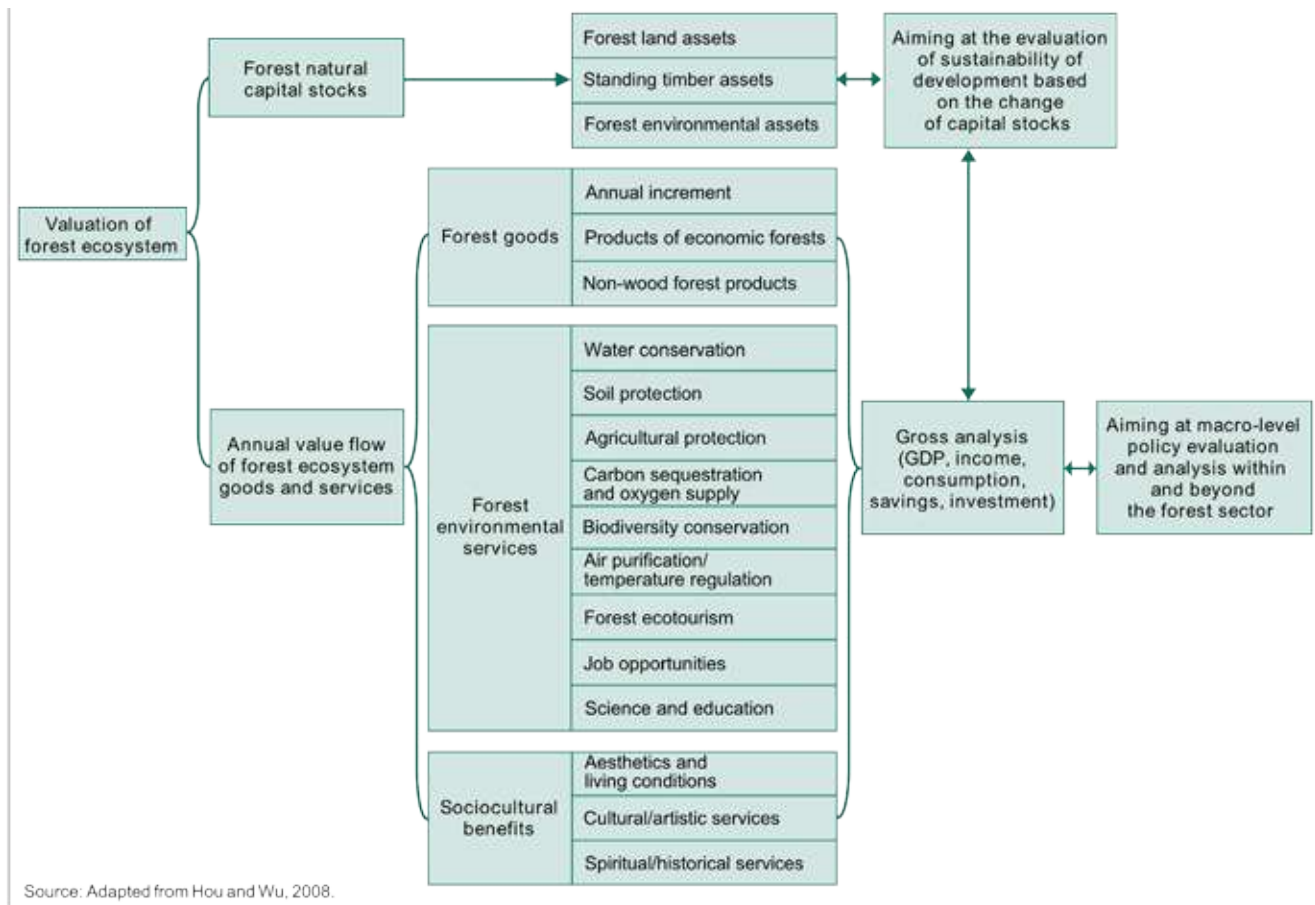 Valuation of
forest ecosystem
Forest natural
capital stocks
Forest land assets
Standing timber assets
Forest environmental assets
Aiming at the evaluation
of sustainability of
development based
on the change
of capital stocks
Annual value flow
of forest ecosystem
goods and services
Forest goods
Annual increment
Products of economic forests
Non-wood forest products
Forest
environmental
services
Water conservation
Soil protection
Agricultural protection
Carbon sequestration
and oxygen supply
Biodiversity conservation
Air purification/
temperature regulation
Forest ecotourism
Job opportunities
Science and education
Sociocultural
benefits
Aesthetics and
living conditions
Cultural/artistic services
Spiritual/historical services
Gross analysis
(GDP, income,
consumption,
savings, investment)
Aiming at macro-level
policy evaluation
and analysis within
and beyond
the forest sector
Source: Adapted from Hou and Wu, 2008.